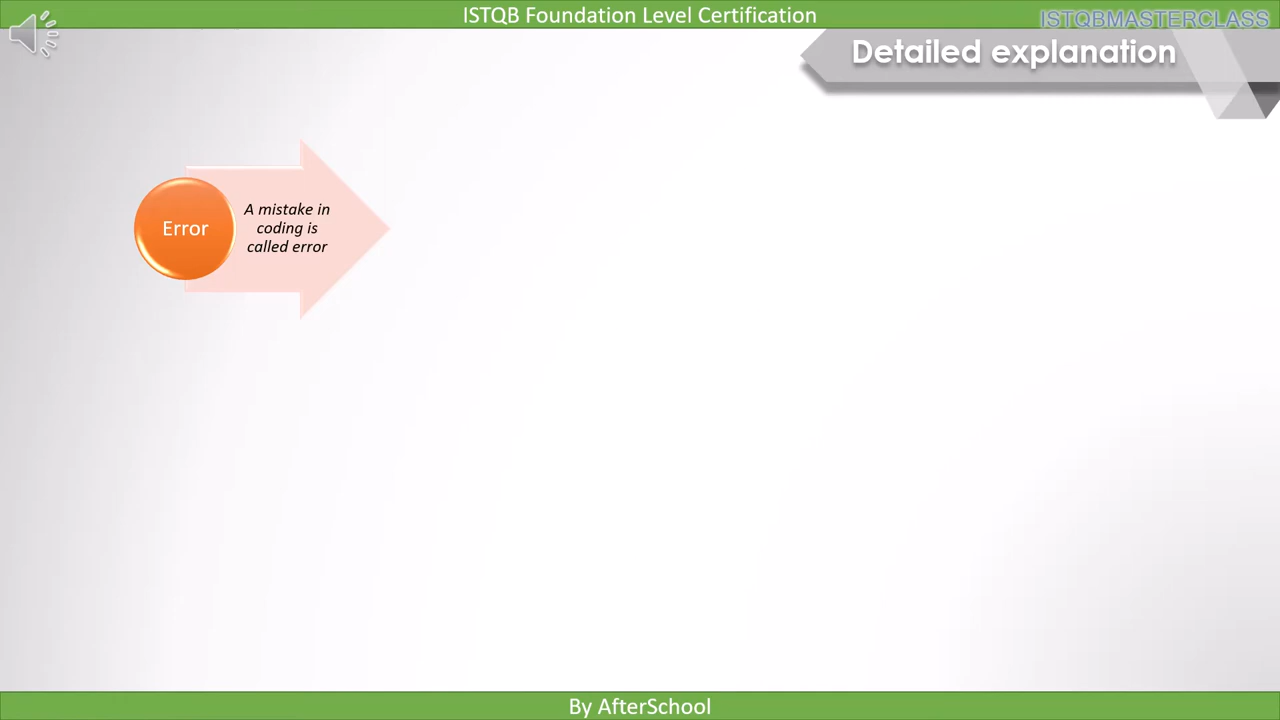 ISTQB Foundation Level Certification
ISTQBMASTERCLASS
Detailed explanation
Error
A mistake in
coding is
called error
By AfterSchool